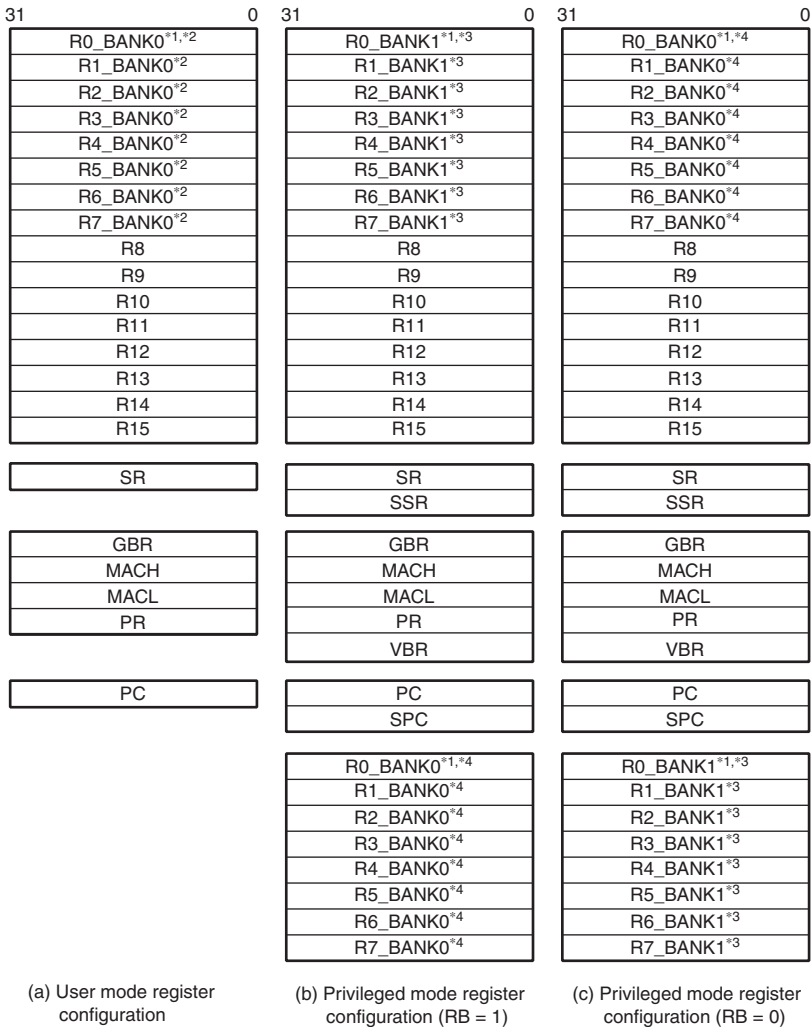 31 0
R0_BANK0*1,*2
R1_BANK0*2
R2_BANK0*2
R3_BANK0*2
R4_BANK0*2
R5_BANK0*2
R6_BANK0*2
R7_BANK0*2
R8
R9
R10
R11
R12
R13
R14
R15
SR
GBR
MACH
MACL
PR
PC
(a) User mode register
configuration
31 0
R0_BANK1*1,*3
R1_BANK1*3
R2_BANK1*3
R3_BANK1*3
R4_BANK1*3
R5_BANK1*3
R6_BANK1*3
R7_BANK1*3
R8
R9
R10
R11
R12
R13
R14
R15
SR
SSR
GBR
MACH
MACL
PR
VBR
PC
SPC
R0_BANK0*1,*4
R1_BANK0*4
R2_BANK0*4
R3_BANK0*4
R4_BANK0*4
R5_BANK0*4
R6_BANK0*4
R7_BANK0*4
(b) Privileged mode register
configuration (RB = 1)
31 0
R0_BANK0*1,*4
R1_BANK0*4
R2_BANK0*4
R3_BANK0*4
R4_BANK0*4
R5_BANK0*4
R6_BANK0*4
R7_BANK0*4
R8
R9
R10
R11
R12
R13
R14
R15
SR
SSR
GBR
MACH
MACL
PR
VBR
PC
SPC
R0_BANK1*1,*3
R1_BANK1*3
R2_BANK1*3
R3_BANK1*3
R4_BANK1*3
R5_BANK1*3
R6_BANK1*3
R7_BANK1*3
(c) Privileged mode register
configuration (RB = 0)